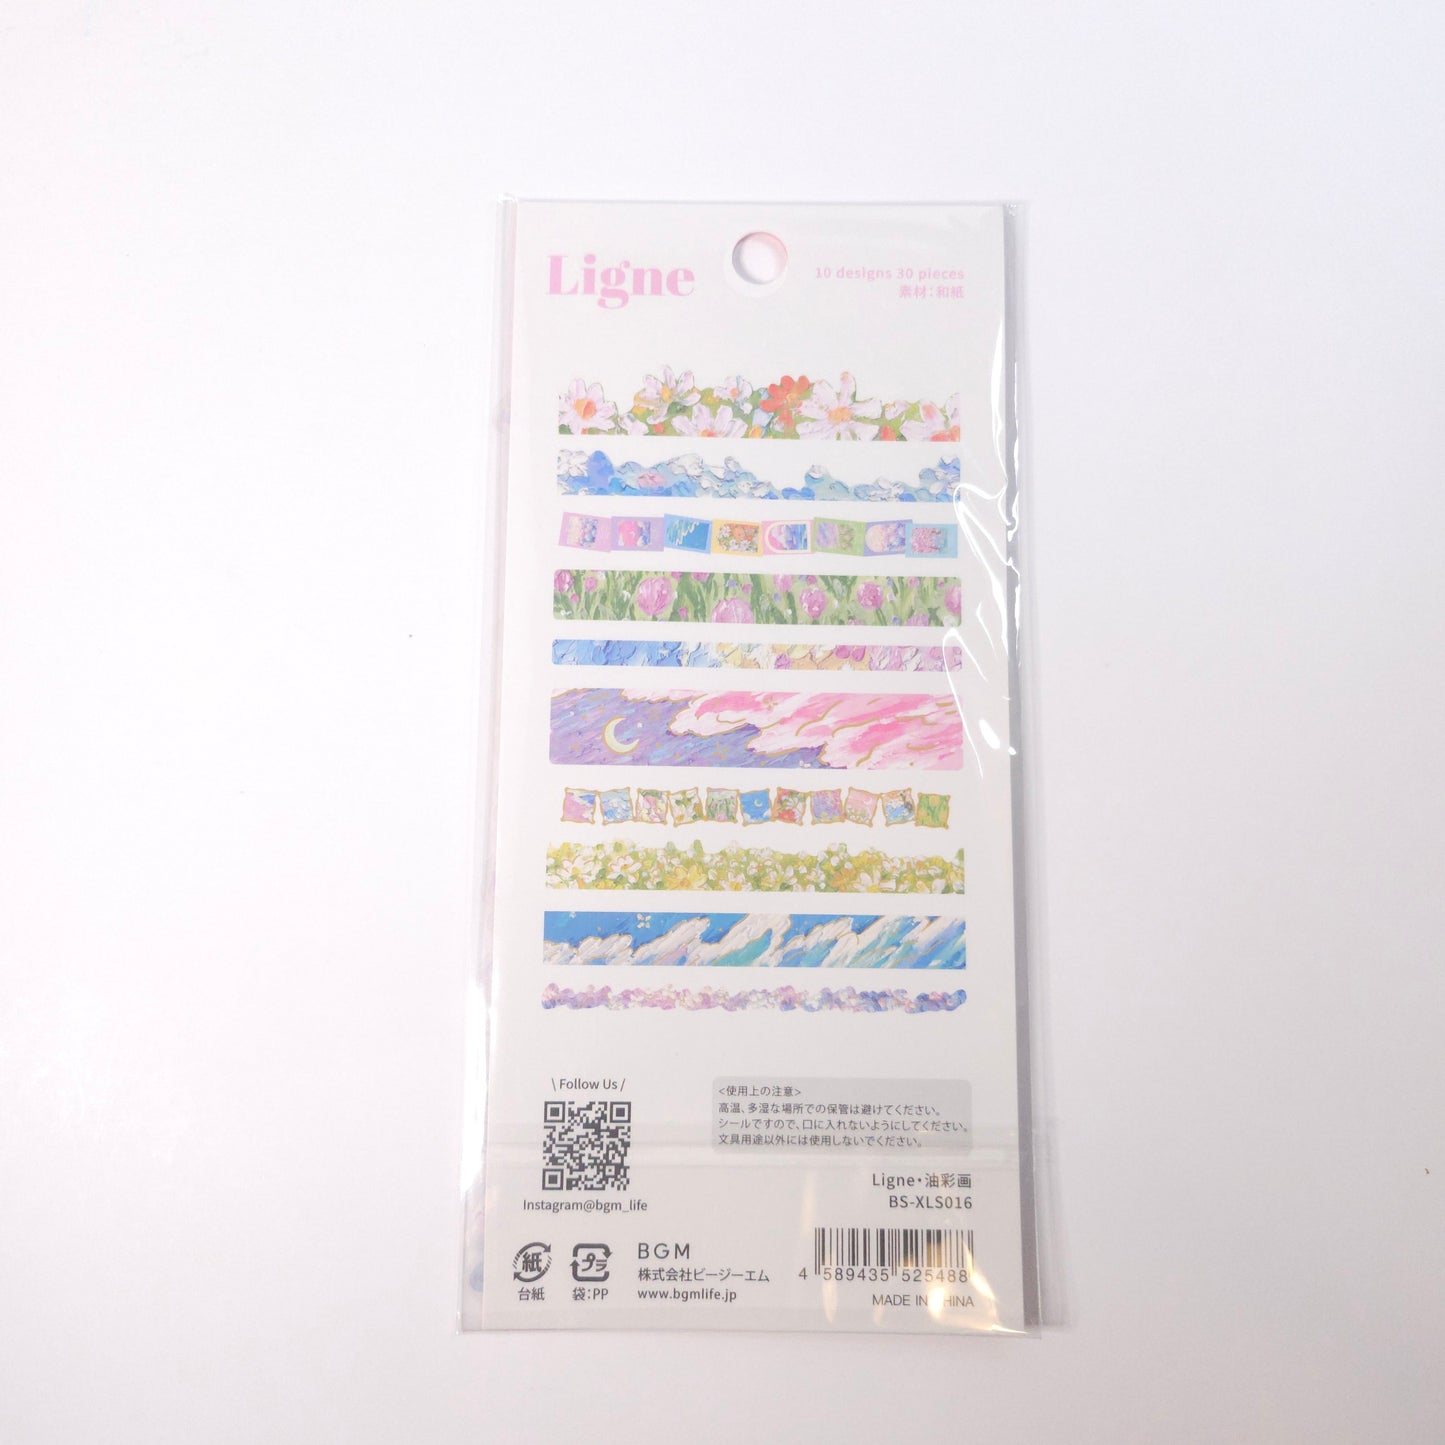 Ligne
10 designs 30 pieces
素材:和紙
\ Follow Us /
Instagram@bgm_life
<使用上の注意>
高温、多湿な場所での保管は避けてください。
シールですので、口に入れないようにしてください。
文具用途以外には使用しないでください。
Ligne・油彩画
BS-XLS016
紙
台紙
プラ
袋:PP
BGM
株式会社ビージーエム
www.bgmlife.jp
4 589435 525488
MADE IN CHINA